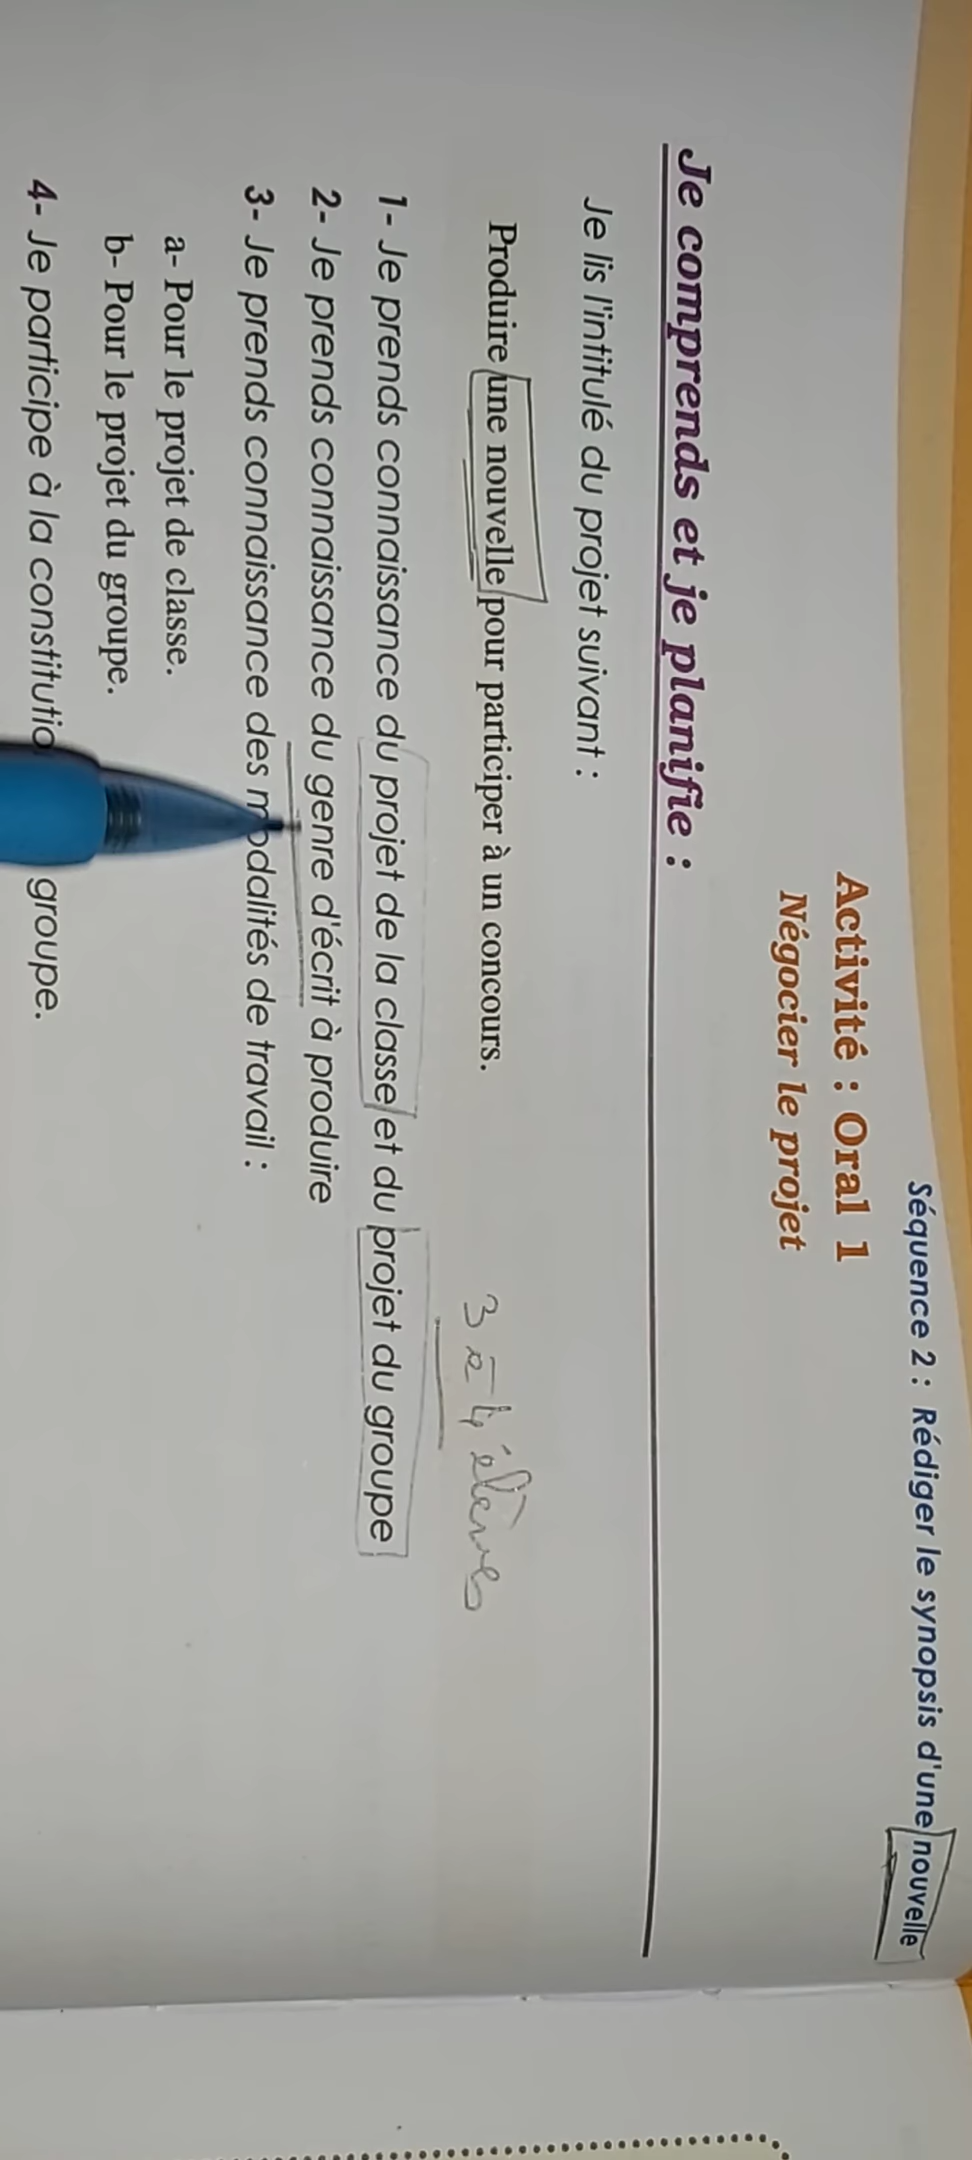 Séquence 2 : Rédiger le synopsis d'une nouvelle
Activité : Oral 1
Négocier le projet
Je comprends et je planifie :
Je lis l'intitulé du projet suivant :
Produire une nouvelle pour participer à un concours.
3 à 4 élèves
1- Je prends connaissance du projet de la classe et du projet du groupe
2- Je prends connaissance du genre d'écrit à produire
3- Je prends connaissance des modalités de travail :
a- Pour le projet de classe.
b- Pour le projet du groupe.
4- Je participe à la constitutio groupe.